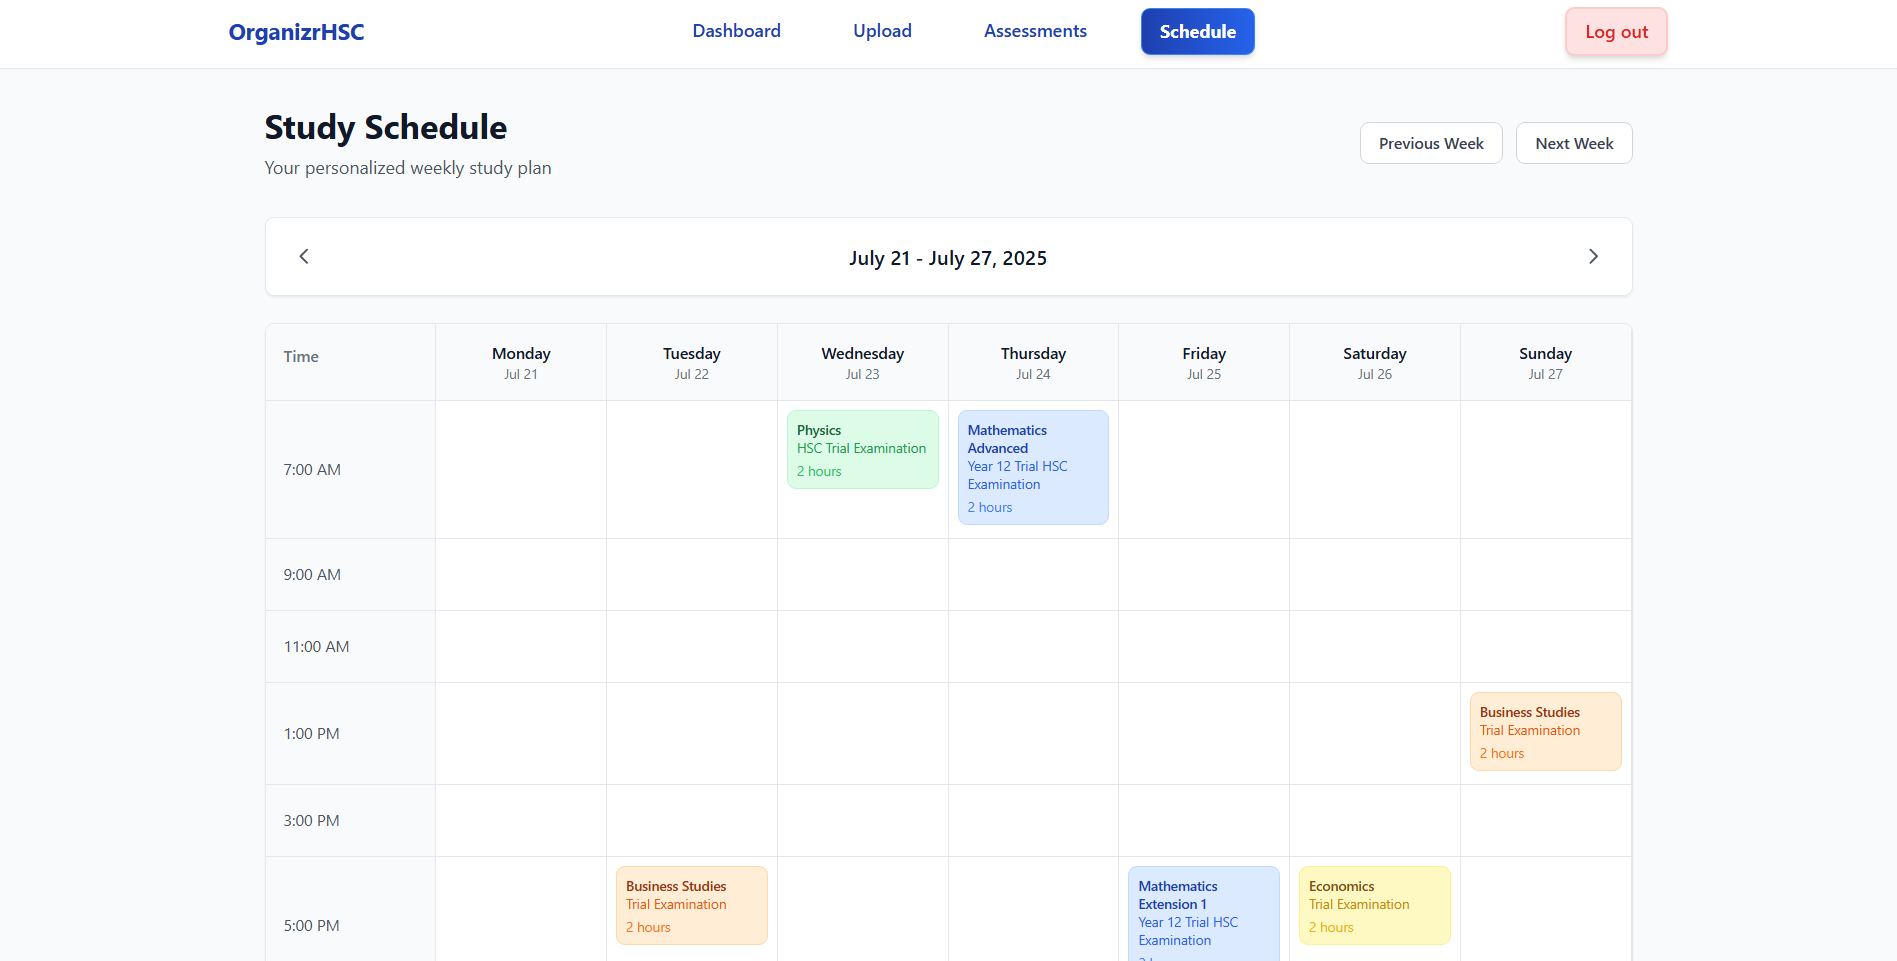 OrganizrHSC
Dashboard
Upload
Assessments
Schedule
Log out
Study Schedule
Your personalized weekly study plan
Previous Week
Next Week
July 21 - July 27, 2025
Time
Monday
Jul 21
Tuesday
Jul 22
Wednesday
Jul 23
Thursday
Jul 24
Friday
Jul 25
Saturday
Jul 26
Sunday
Jul 27
7:00 AM
Physics
HSC Trial Examination
2 hours
Mathematics
Advanced
Year 12 Trial HSC
Examination
2 hours
9:00 AM
11:00 AM
1:00 PM
Business Studies
Trial Examination
2 hours
3:00 PM
5:00 PM
Business Studies
Trial Examination
2 hours
Mathematics
Extension 1
Year 12 Trial HSC
Examination
Economics
Trial Examination
2 hours